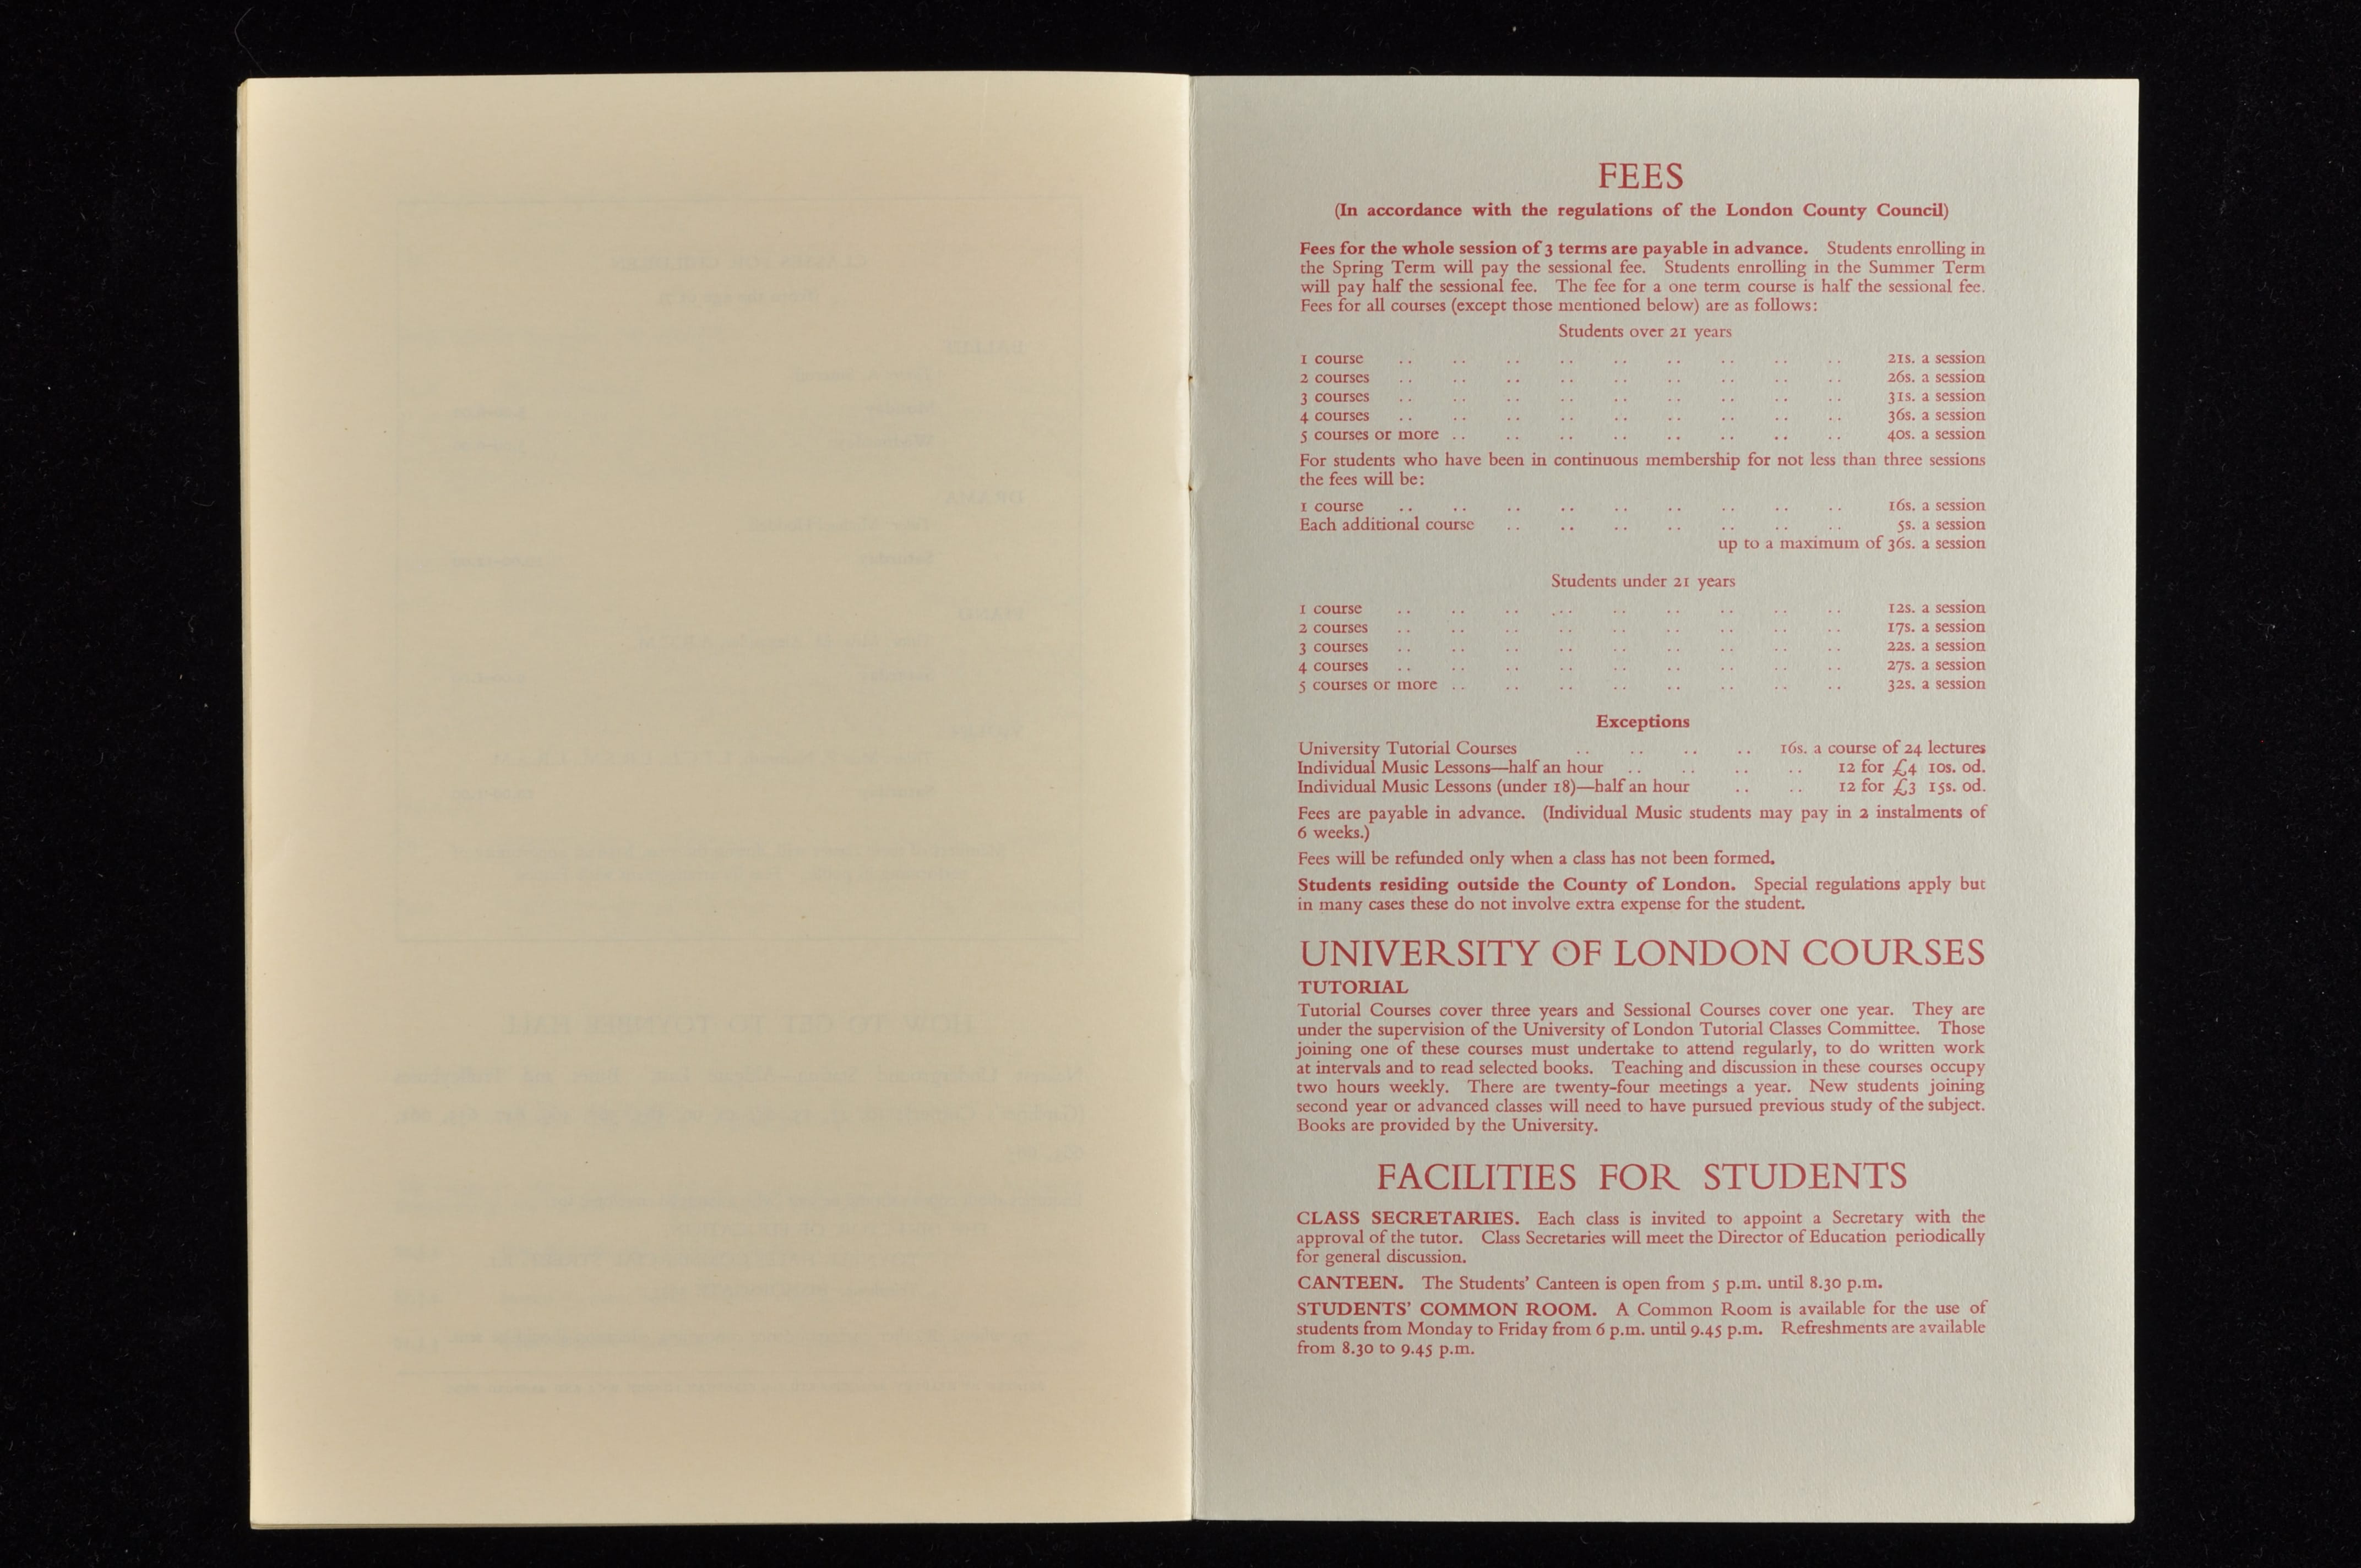 FEES
(In accordance with the regulations of the London County Council)
Fees for the whole session of 3 terms are payable in advance. Students enrolling in
the Spring Term will pay the sessional fee. Students enrolling in the Summer Term
will pay half the sessional fee. The fee for a one term course is half the sessional fee.
Fees for all courses (except those mentioned below) are as follows:
Students over 21 years
1 course .. .. .. .. .. .. .. .. .. 21s. a session
2 courses .. .. .. .. .. .. .. .. .. 26s. a session
3 courses .. .. .. .. .. .. .. .. .. 31s. a session
4 courses .. .. .. .. .. .. .. .. .. 36s. a session
5 courses or more .. .. .. .. .. .. .. .. 40s. a session
For students who have been in continuous membership for not less than three sessions
the fees will be:
1 course .. .. .. .. .. .. .. .. .. 16s. a session
Each additional course .. .. .. .. .. .. .. 5s. a session
up to a maximum of 36s. a session
Students under 21 years
1 course .. .. .. .. .. .. .. .. .. 12s. a session
2 courses .. .. .. .. .. .. .. .. .. 17s. a session
3 courses .. .. .. .. .. .. .. .. .. 22s. a session
4 courses .. .. .. .. .. .. .. .. .. 27s. a session
5 courses or more .. .. .. .. .. .. .. .. 32s. a session
Exceptions
University Tutorial Courses .. .. .. .. 16s. a course of 24 lectures
Individual Music Lessons—half an hour .. .. .. .. 12 for £4 10s. 0d.
Individual Music Lessons (under 18)—half an hour .. .. 12 for £3 15s. 0d.
Fees are payable in advance. (Individual Music students may pay in 2 instalments of
6 weeks.)
Fees will be refunded only when a class has not been formed.
Students residing outside the County of London. Special regulations apply but
in many cases these do not involve extra expense for the student.
UNIVERSITY OF LONDON COURSES
TUTORIAL
Tutorial Courses cover three years and Sessional Courses cover one year. They are
under the supervision of the University of London Tutorial Classes Committee. Those
joining one of these courses must undertake to attend regularly, to do written work
at intervals and to read selected books. Teaching and discussion in these courses occupy
two hours weekly. There are twenty-four meetings a year. New students joining
second year or advanced classes will need to have pursued previous study of the subject.
Books are provided by the University.
FACILITIES FOR STUDENTS
CLASS SECRETARIES. Each class is invited to appoint a Secretary with the
approval of the tutor. Class Secretaries will meet the Director of Education periodically
for general discussion.
CANTEEN. The Students' Canteen is open from 5 p.m. until 8.30 p.m.
STUDENTS' COMMON ROOM. A Common Room is available for the use of
students from Monday to Friday from 6 p.m. until 9.45 p.m. Refreshments are available
from 8.30 to 9.45 p.m.